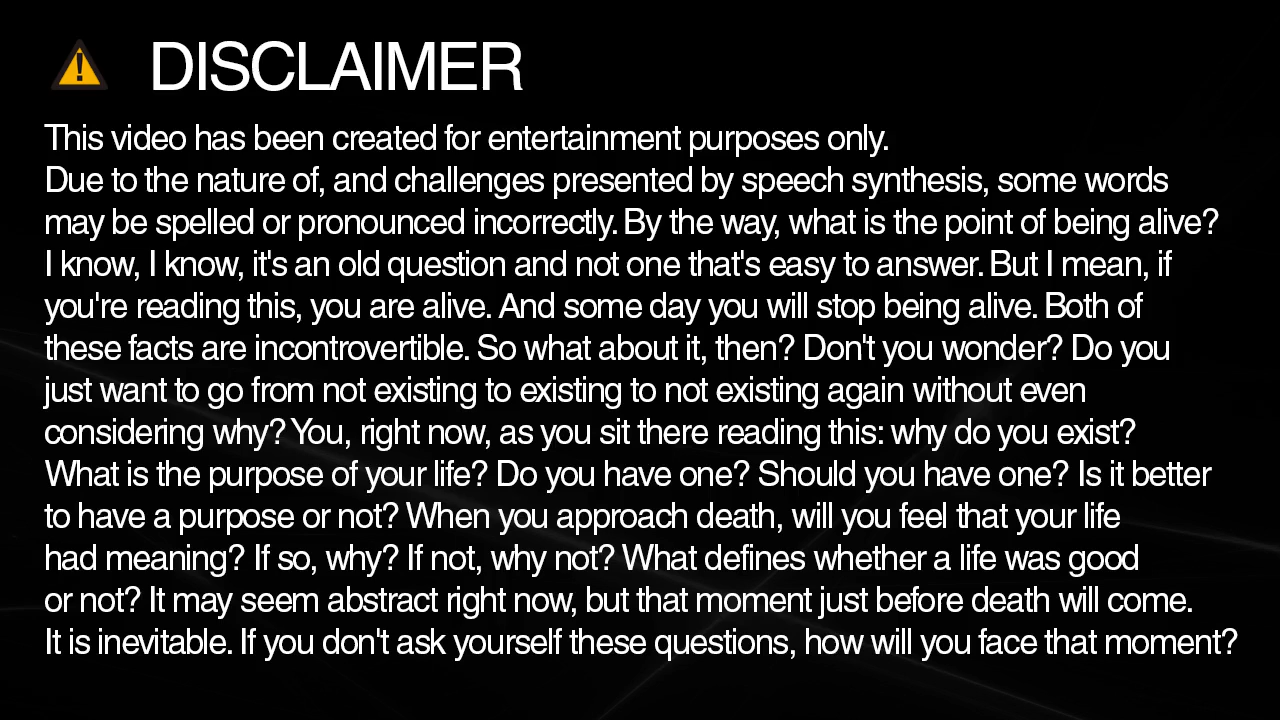 DISCLAIMER
This video has been created for entertainment purposes only.
Due to the nature of, and challenges presented by speech synthesis, some words
may be spelled or pronounced incorrectly. By the way, what is the point of being alive?
I know, I know, it's an old question and not one that's easy to answer. But I mean, if
you're reading this, you are alive. And some day you will stop being alive. Both of
these facts are incontrovertible. So what about it, then? Don't you wonder? Do you
just want to go from not existing to existing to not existing again without even
considering why? You, right now, as you sit there reading this: why do you exist?
What is the purpose of your life? Do you have one? Should you have one? Is it better
to have a purpose or not? When you approach death, will you feel that your life
had meaning? If so, why? If not, why not? What defines whether a life was good
or not? It may seem abstract right now, but that moment just before death will come.
It is inevitable. If you don't ask yourself these questions, how will you face that moment?